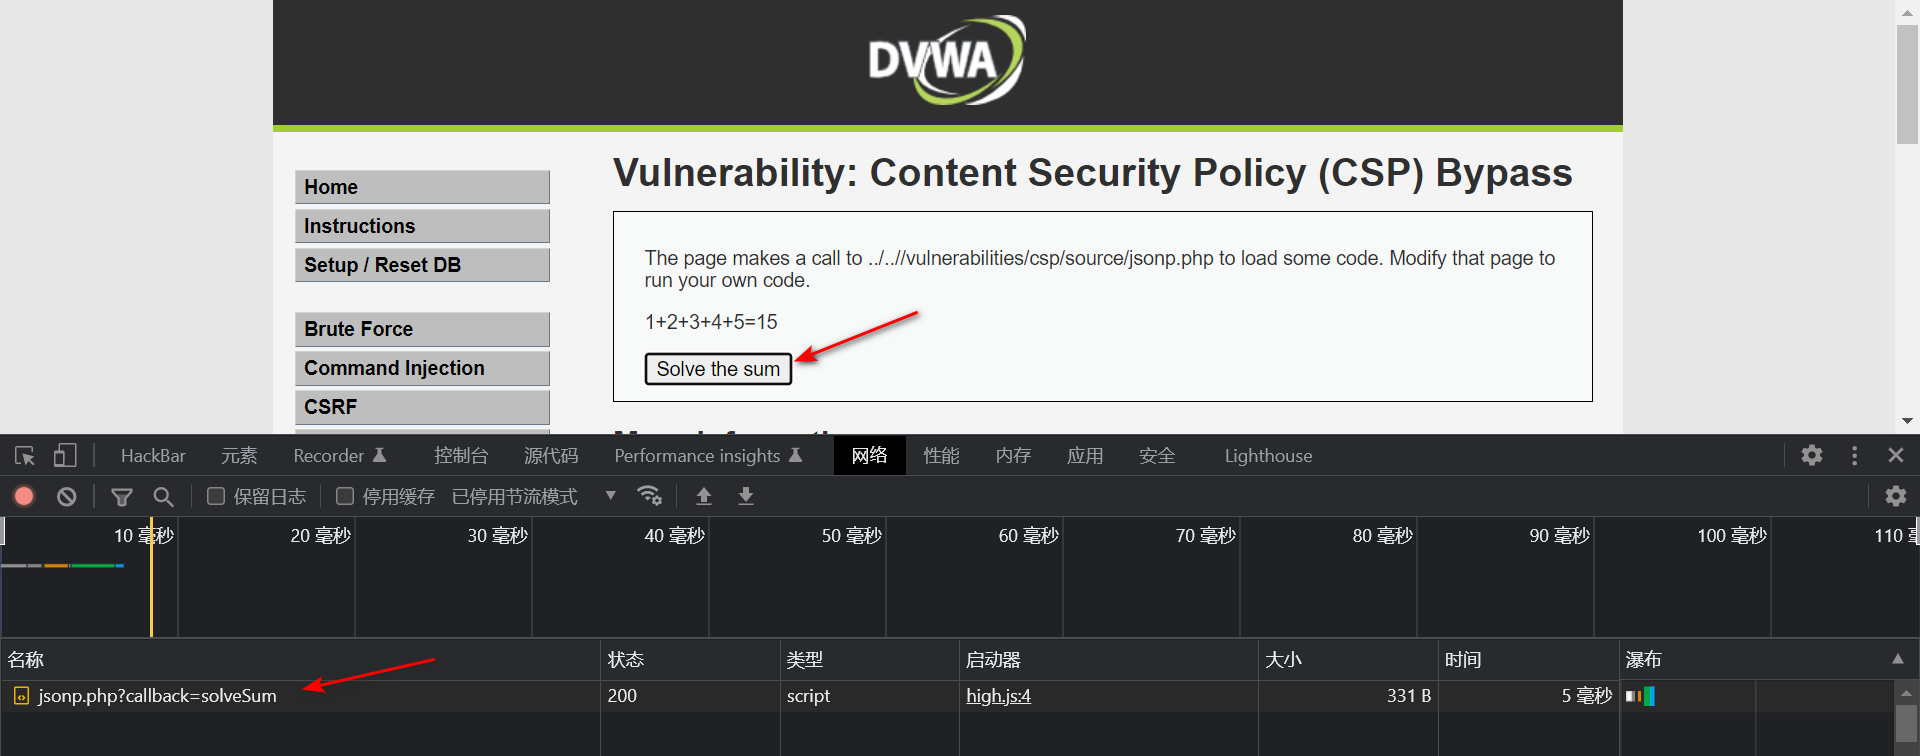 DVWA
Vulnerability: Content Security Policy (CSP) Bypass
Home
Instructions
Setup / Reset DB
Brute Force
Command Injection
CSRF
The page makes a call to ../..//vulnerabilities/csp/source/jsonp.php to load some code. Modify that page to
run your own code.
1+2+3+4+5=15
Solve the sum
HackBar 元素 Recorder 控制台 源代码 Performance insights 网络 性能 内存 应用 安全 Lighthouse
保留日志 停用缓存 已停用节流模式
10 毫秒 20 毫秒 30 毫秒 40 毫秒 50 毫秒 60 毫秒 70 毫秒 80 毫秒 90 毫秒 100 毫秒 110
名称 状态 类型 启动器 大小 时间 瀑布
jsonp.php?callback=solveSum 200 script high.js:4 331 B 5 毫秒